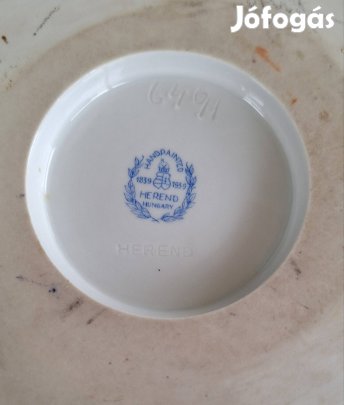 Jófogás
6491
HANDPAINTED
1839 1939
HEREND
HUNGARY
HEREND